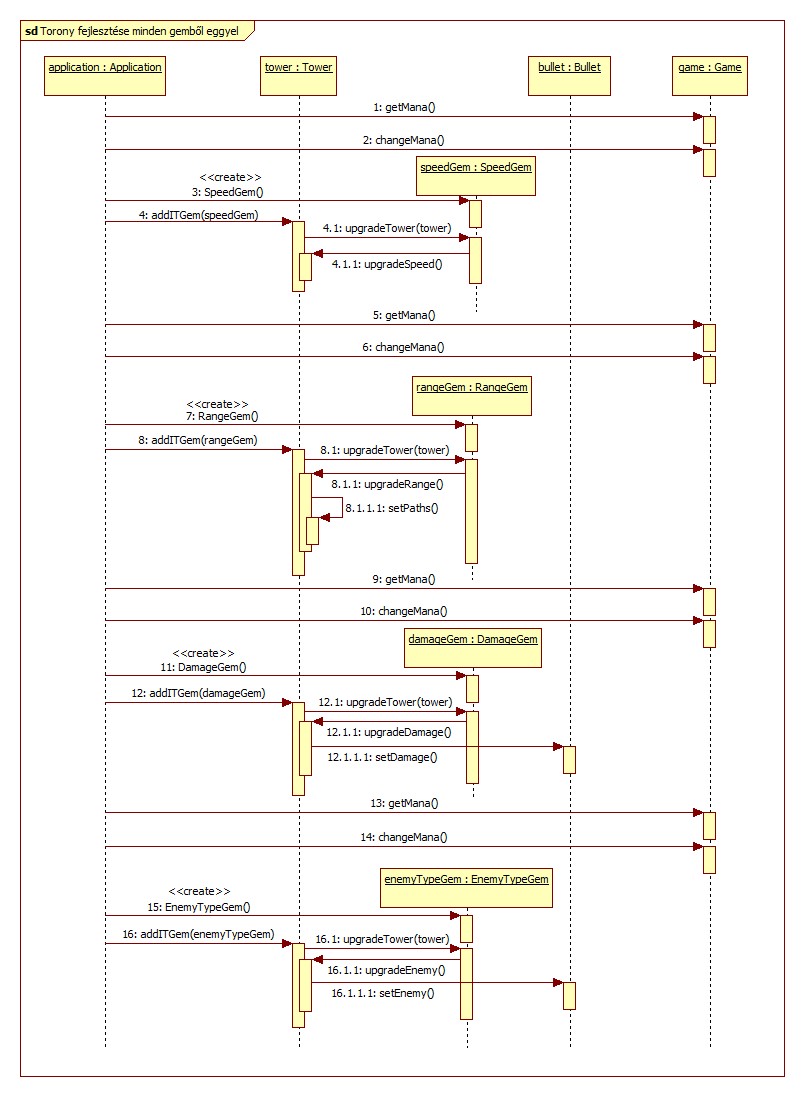 sd Torony fejlesztése minden gemből eggyel
application : Application
tower : Tower
bullet : Bullet
game : Game
1: getMana()
2: changeMana()
speedGem : SpeedGem
<<create>>
3: SpeedGem()
4: addITGem(speedGem)
4.1: upgradeTower(tower)
4.1.1: upgradeSpeed()
5: getMana()
6: changeMana()
rangeGem : RangeGem
<<create>>
7: RangeGem()
8: addITGem(rangeGem)
8.1: upgradeTower(tower)
8.1.1: upgradeRange()
8.1.1.1: setPaths()
9: getMana()
10: changeMana()
damageGem : DamageGem
<<create>>
11: DamageGem()
12: addITGem(damageGem)
12.1: upgradeTower(tower)
12.1.1: upgradeDamage()
12.1.1.1: setDamage()
13: getMana()
14: changeMana()
enemyTypeGem : EnemyTypeGem
<<create>>
15: EnemyTypeGem()
16: addITGem(enemyTypeGem)
16.1: upgradeTower(tower)
16.1.1: upgradeEnemy()
16.1.1.1: setEnemy()